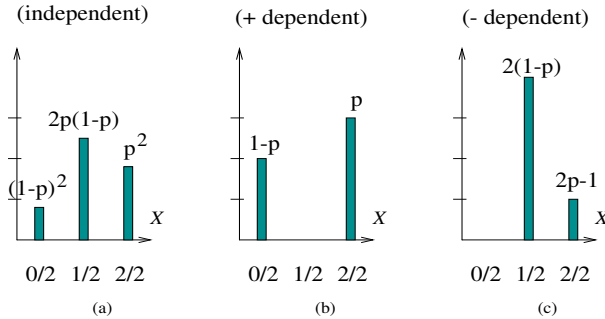 (independent)
(+ dependent)
(- dependent)
2(1-p)
2p(1-p)
p
p²
1-p
(1-p)²
2p-1
X
X
X
0/2 1/2 2/2
0/2 1/2 2/2
0/2 1/2 2/2
(a)
(b)
(c)